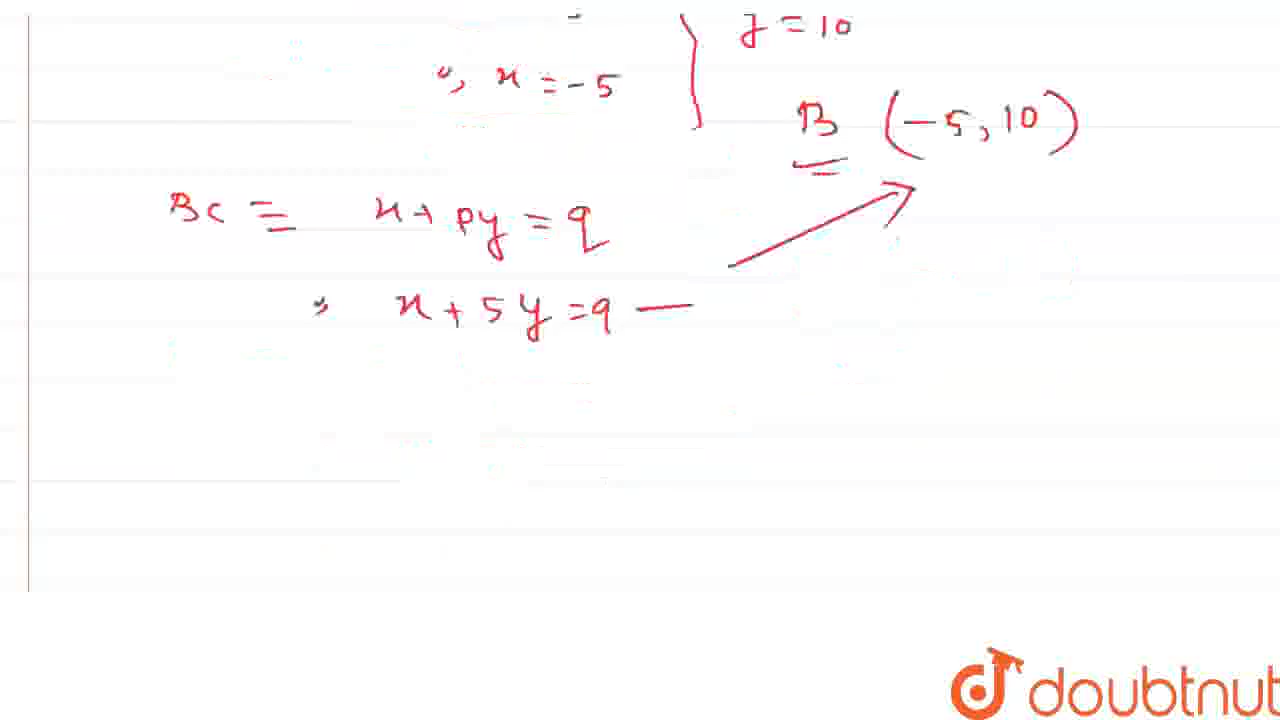 y = 10
∴, x = -5
B (-5, 10)
BC = x + py = q
∴ x + 5y = q —
doubtnut